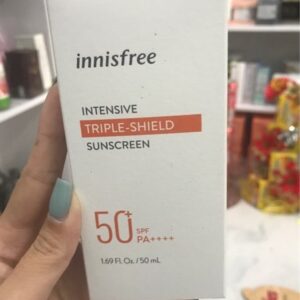 innisfree
INTENSIVE
TRIPLE-SHIELD
SUNSCREEN
50+ SPF
PA++++
1.69 Fl. Oz. / 50 mL